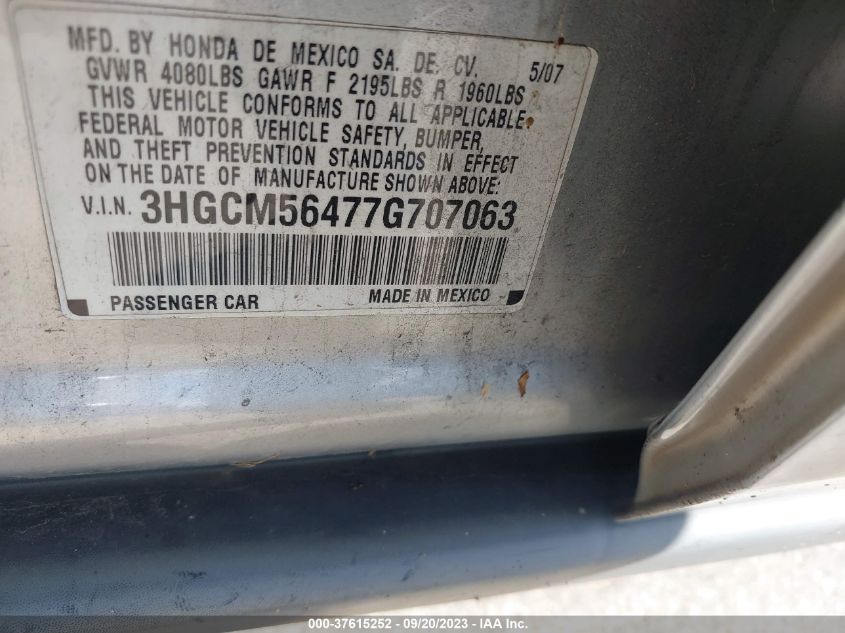 MFD. BY HONDA DE MEXICO SA. DE. CV. 5/07
GVWR 4080LBS GAWR F 2195LBS R 1960LBS
THIS VEHICLE CONFORMS TO ALL APPLICABLE
FEDERAL MOTOR VEHICLE SAFETY, BUMPER,
AND THEFT PREVENTION STANDARDS IN EFFECT
ON THE DATE OF MANUFACTURE SHOWN ABOVE:
V.I.N. 3HGCM56477G707063
PASSENGER CAR MADE IN MEXICO
000-37615252 - 09/20/2023 - IAA Inc.